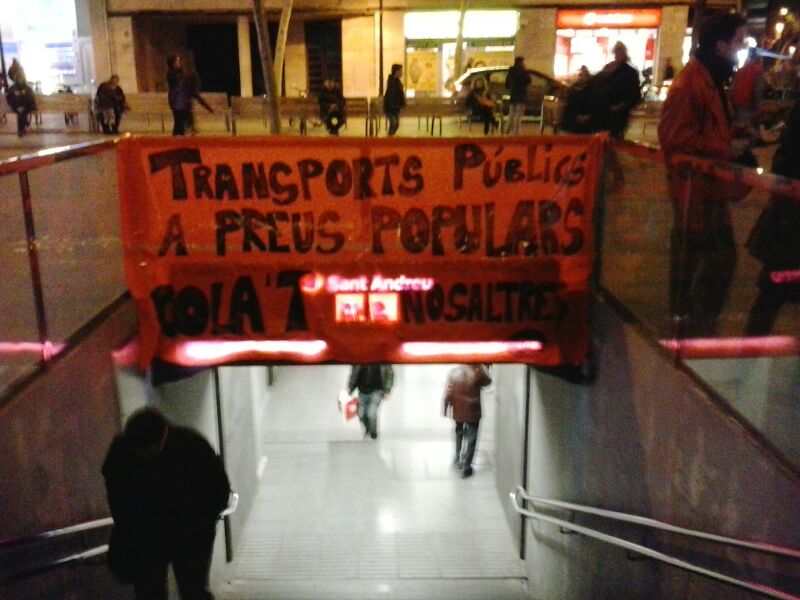 TRANSPORTS PÚBLICS
A PREUS POPULARS
COLA'T NOSALTRES
Sant Andreu